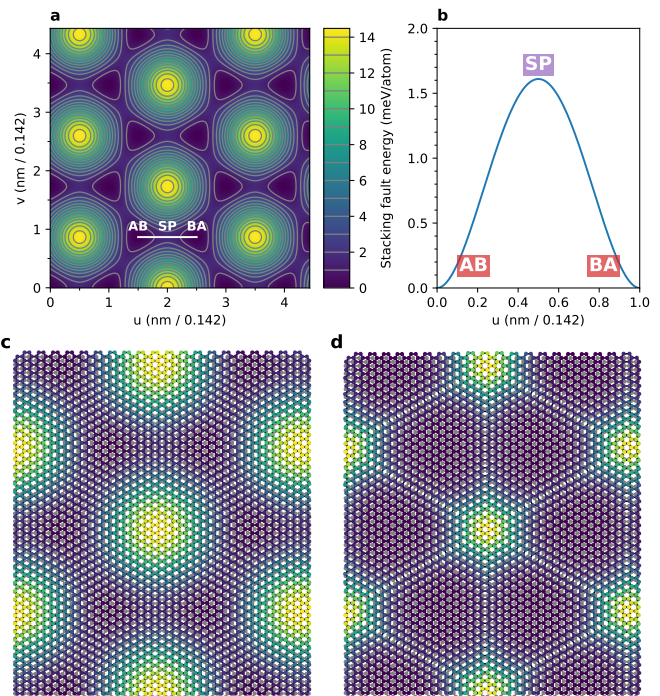 a
4
3
2
1
0
v (nm / 0.142)
AB SP BA
0 1 2 3 4
u (nm / 0.142)
14
12
10
8
6
4
2
0
Stacking fault energy (meV/atom)
b
2.0
1.5
1.0
0.5
0.0
SP
AB
BA
0.0 0.2 0.4 0.6 0.8 1.0
u (nm / 0.142)
c
d